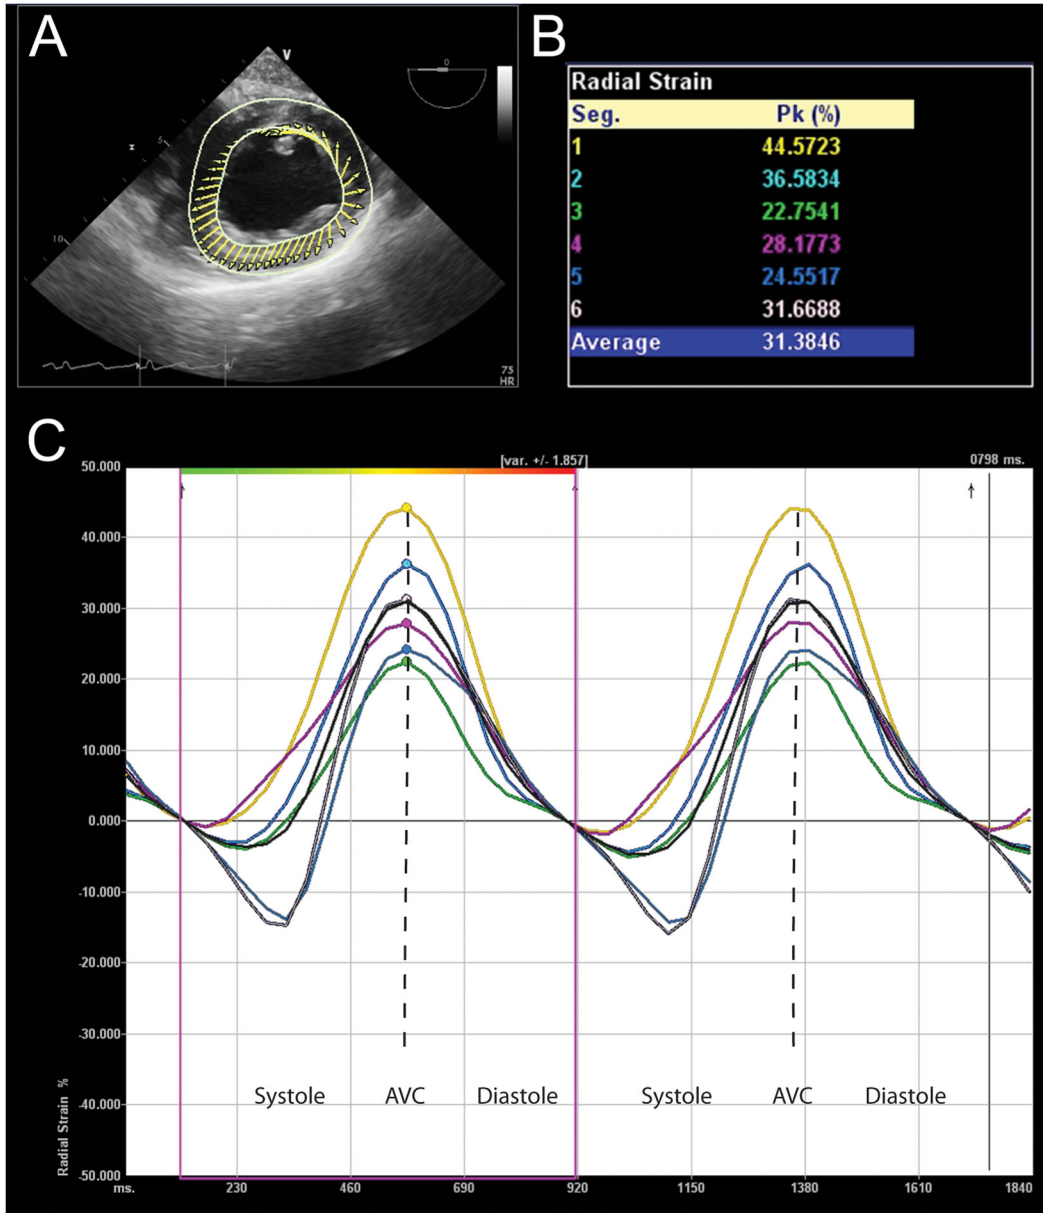 A
V
0
5
10
75
HR
B
Radial Strain
Seg. Pk (%)
1 44.5723
2 36.5834
3 22.7541
4 28.1773
5 24.5517
6 31.6688
Average 31.3846
C
[var. +/- 1.857]
0798 ms.
50.000
40.000
30.000
20.000
10.000
0.000
-10.000
-20.000
-30.000
-40.000
-50.000
Radial Strain %
Systole AVC Diastole Systole AVC Diastole
ms. 230 460 690 920 1150 1380 1610 1840